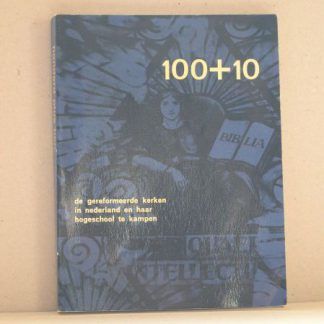 100+10
BIBLIA
de gereformeerde kerken
in nederland en haar
hogeschool te kampen